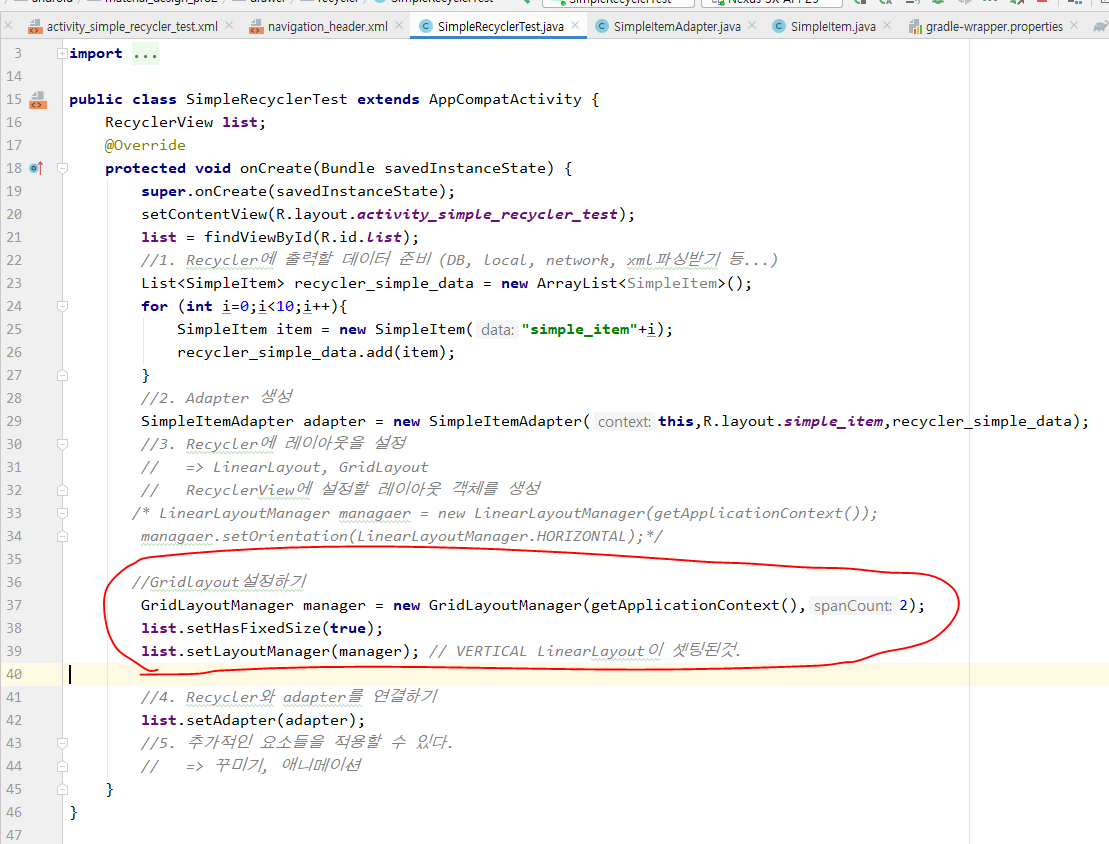 activity_simple_recycler_test.xml navigation_header.xml SimpleRecyclerTest.java SimpleItemAdapter.java SimpleItem.java gradle-wrapper.properties
3 import ...
14
15 public class SimpleRecyclerTest extends AppCompatActivity {
16 RecyclerView list;
17 @Override
18 protected void onCreate(Bundle savedInstanceState) {
19 super.onCreate(savedInstanceState);
20 setContentView(R.layout.activity_simple_recycler_test);
21 list = findViewById(R.id.list);
22 //1. Recycler에 출력할 데이터 준비 (DB, local, network, xml파싱받기 등...)
23 List<SimpleItem> recycler_simple_data = new ArrayList<SimpleItem>();
24 for (int i=0;i<10;i++){
25 SimpleItem item = new SimpleItem( data: "simple_item"+i);
26 recycler_simple_data.add(item);
27 }
28 //2. Adapter 생성
29 SimpleItemAdapter adapter = new SimpleItemAdapter( context: this,R.layout.simple_item,recycler_simple_data);
30 //3. Recycler에 레이아웃을 설정
31 // => LinearLayout, GridLayout
32 // RecyclerView에 설정할 레이아웃 객체를 생성
33 /* LinearLayoutManager managaer = new LinearLayoutManager(getApplicationContext());
34 managaer.setOrientation(LinearLayoutManager.HORIZONTAL);*/
35
36 //Gridlayout설정하기
37 GridLayoutManager manager = new GridLayoutManager(getApplicationContext(), spanCount: 2);
38 list.setHasFixedSize(true);
39 list.setLayoutManager(manager); // VERTICAL LinearLayout이 셋팅된것.
40
41 //4. Recycler와 adapter를 연결하기
42 list.setAdapter(adapter);
43 //5. 추가적인 요소들을 적용할 수 있다.
44 // => 꾸미기, 애니메이션
45 }
46 }
47